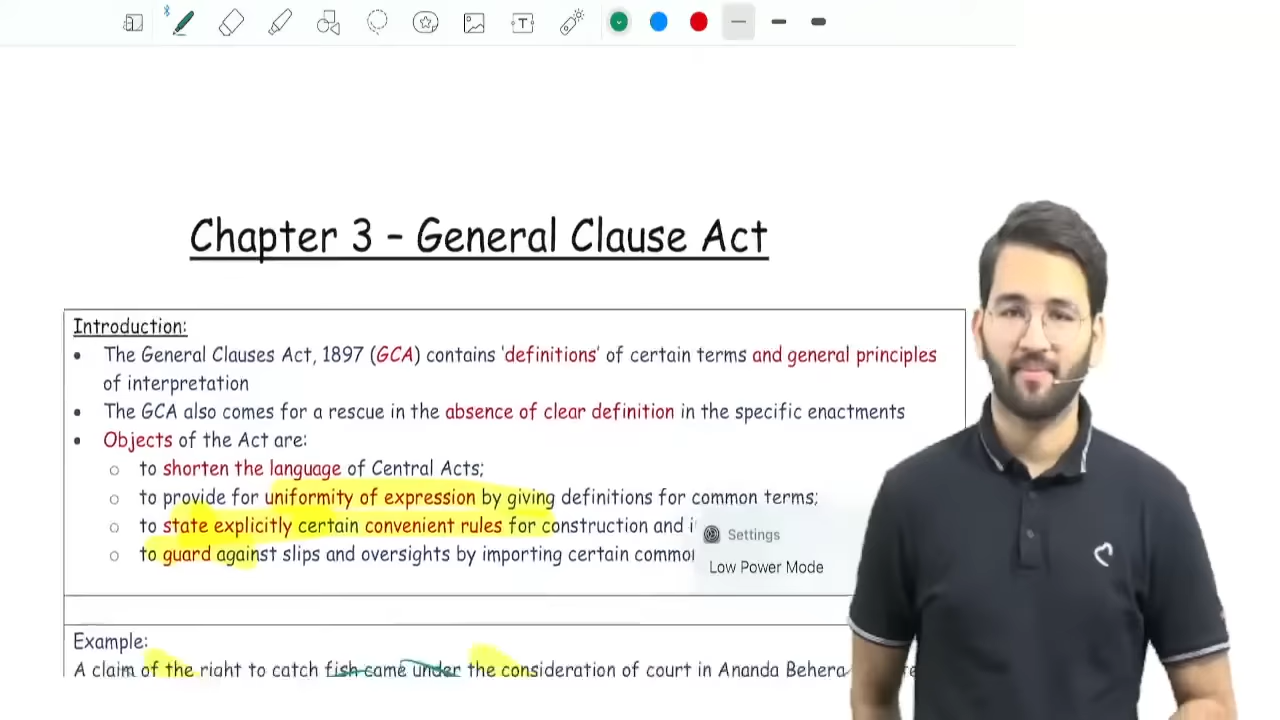 T
Chapter 3 – General Clause Act
Introduction:
• The General Clauses Act, 1897 (GCA) contains 'definitions' of certain terms and general principles
of interpretation
• The GCA also comes for a rescue in the absence of clear definition in the specific enactments
• Objects of the Act are:
o to shorten the language of Central Acts;
o to provide for uniformity of expression by giving definitions for common terms;
o to state explicitly certain convenient rules for construction and
o to guard against slips and oversights by importing certain
Settings
Low Power Mode
Example:
A claim of the right to catch fish came under the consideration of court in Ananda Behera